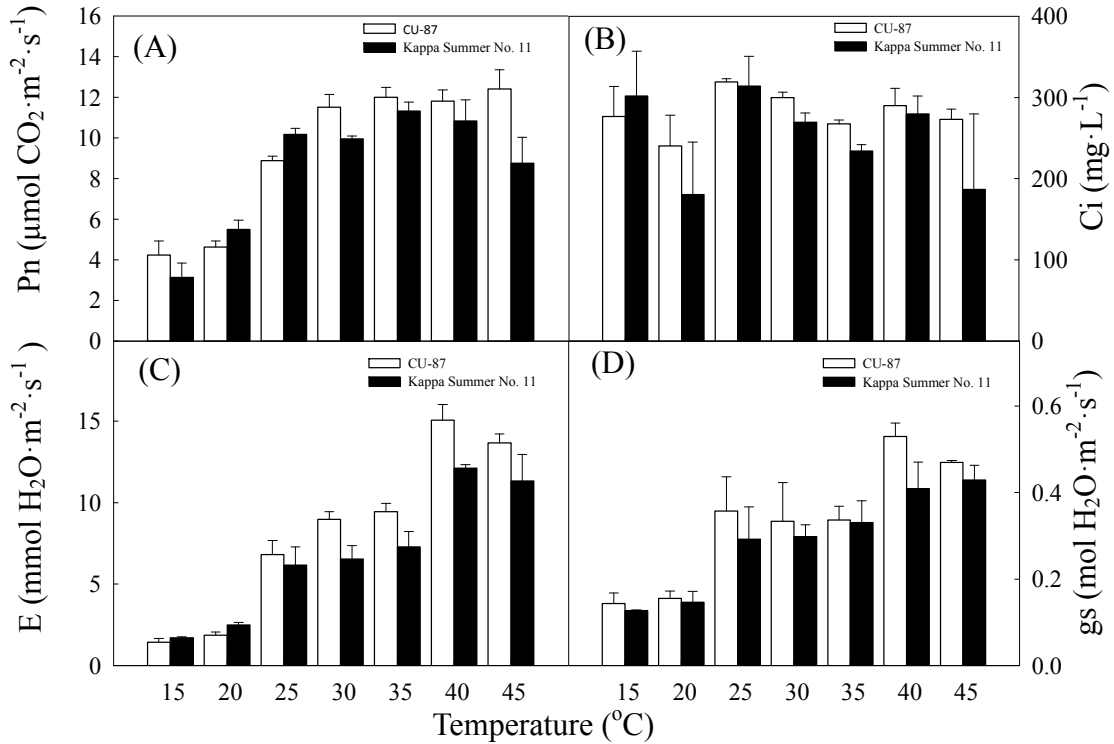 (A)
CU-87
Kappa Summer No. 11
Pn (μmol CO₂·m⁻²·s⁻¹)
16
14
12
10
8
6
4
2
0
(B)
CU-87
Kappa Summer No. 11
400
300
200
100
0
Ci (mg·L⁻¹)
(C)
CU-87
Kappa Summer No. 11
E (mmol H₂O·m⁻²·s⁻¹)
15
10
5
0
15 20 25 30 35 40 45
(D)
CU-87
Kappa Summer No. 11
0.6
0.4
0.2
0.0
gs (mol H₂O·m⁻²·s⁻¹)
15 20 25 30 35 40 45
Temperature (°C)